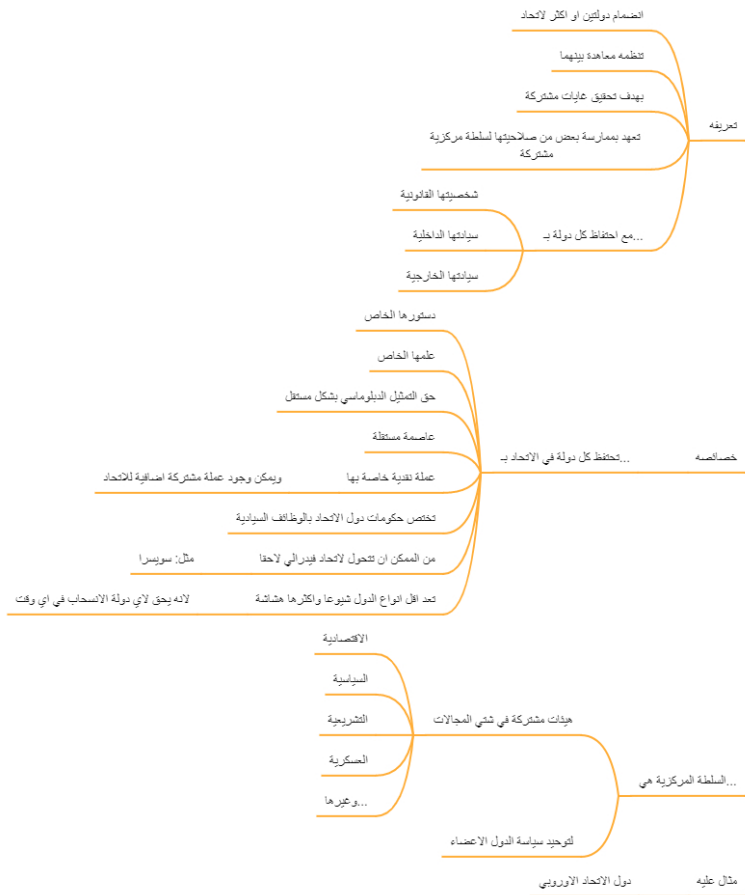 تعريفه
انضمام دولتين او اكثر لاتحاد
تنظمه معاهدة بينهما
بهدف تحقيق غايات مشتركة
تعهد بممارسة بعض من صلاحيتها لسلطة مركزية
مشتركة
...مع احتفاظ كل دولة بـ
شخصيتها القانونية
سيادتها الداخلية
سيادتها الخارجية
خصائصه
...تحتفظ كل دولة في الاتحاد بـ
دستورها الخاص
علمها الخاص
حق التمثيل الدبلوماسي بشكل مستقل
عاصمة مستقلة
عملة نقدية خاصة بها
ويمكن وجود عملة مشتركة اضافية للاتحاد
تختص حكومات دول الاتحاد بالوظائف السيادية
من الممكن ان تتحول لاتحاد فيدرالي لاحقا
مثل: سويسرا
تعد اقل انواع الدول شيوعا واكثرها هشاشة
لانه يحق لاي دولة الانسحاب في اي وقت
...السلطة المركزية هي
هيئات مشتركة في شتي المجالات
الاقتصادية
السياسية
التشريعية
العسكرية
...وغيرها
لتوحيد سياسة الدول الاعضاء
مثال عليه
دول الاتحاد الاوروبي